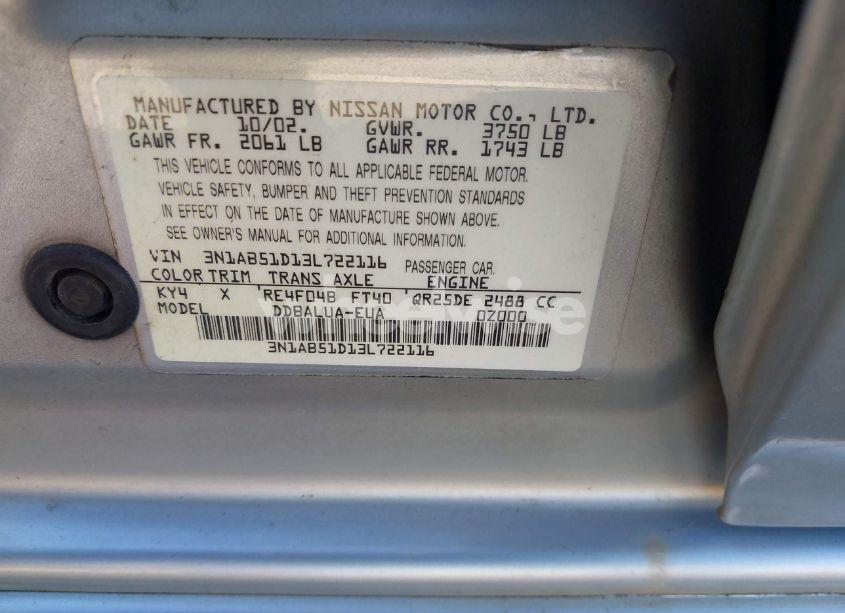 MANUFACTURED BY NISSAN MOTOR CO., LTD.
DATE 10/02. GVWR. 3750 LB
GAWR FR. 2061 LB GAWR RR. 1743 LB
THIS VEHICLE CONFORMS TO ALL APPLICABLE FEDERAL MOTOR.
VEHICLE SAFETY, BUMPER AND THEFT PREVENTION STANDARDS
IN EFFECT ON THE DATE OF MANUFACTURE SHOWN ABOVE.
SEE OWNER'S MANUAL FOR ADDITIONAL INFORMATION.
VIN 3N1AB51D13L722116 PASSENGER CAR.
COLOR TRIM TRANS AXLE ENGINE
KY4 X RE4F04B FT40 QR25DE 2488 CC
MODEL DDBALUA-EUA 0Z000
3N1AB51D13L722116